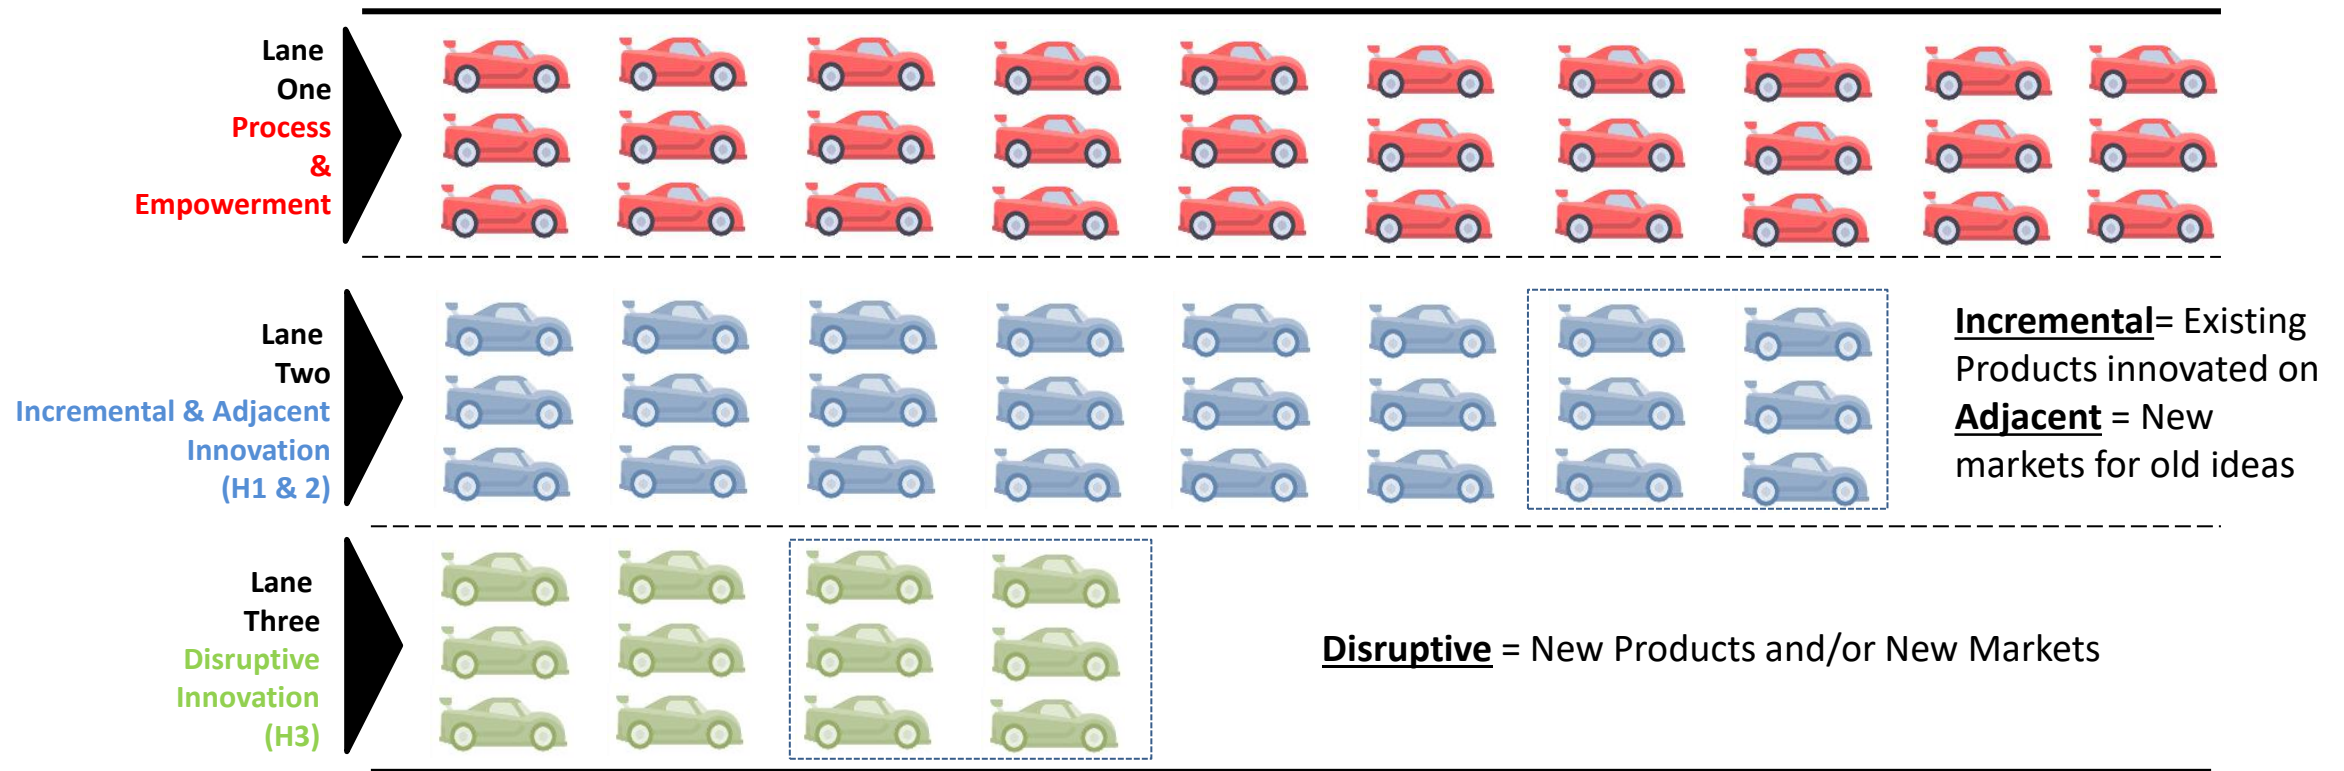 Lane
One
Process
&
Empowerment
Lane
Two
Incremental & Adjacent
Innovation
(H1 & 2)
Incremental= Existing
Products innovated on
Adjacent = New
markets for old ideas
Lane
Three
Disruptive
Innovation
(H3)
Disruptive = New Products and/or New Markets